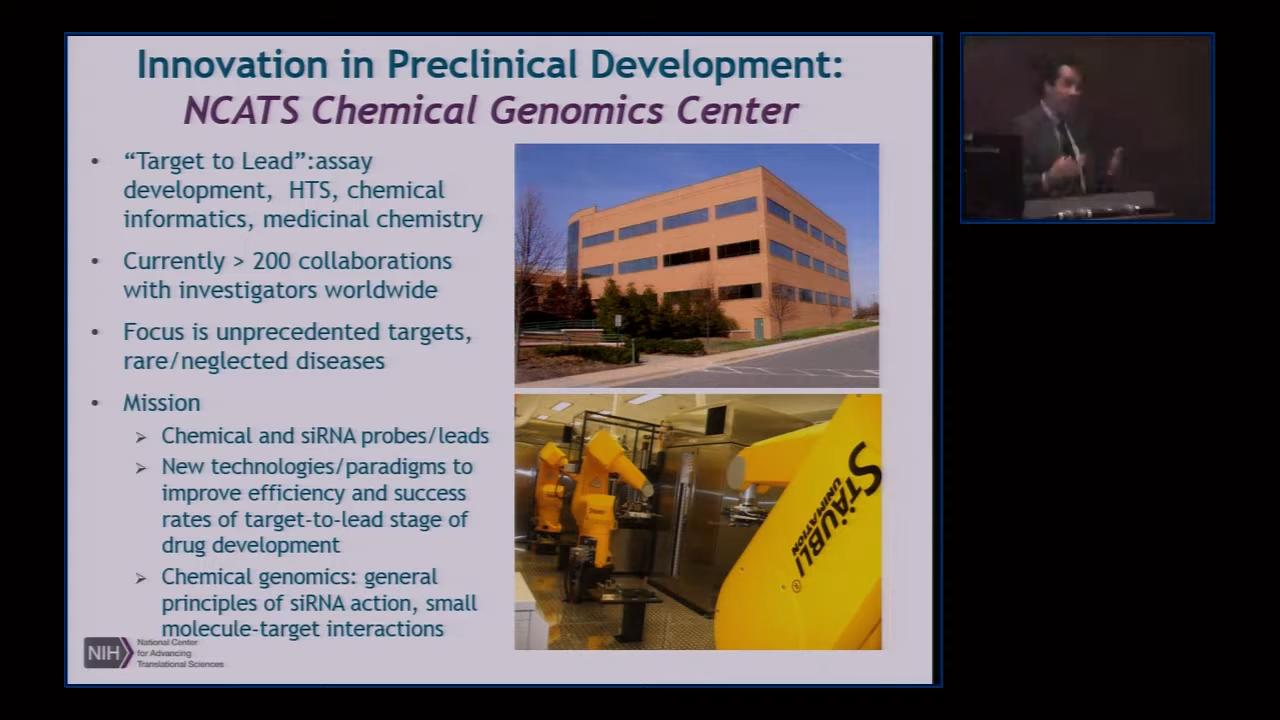 Innovation in Preclinical Development:
NCATS Chemical Genomics Center
• “Target to Lead”:assay
development, HTS, chemical
informatics, medicinal chemistry
• Currently > 200 collaborations
with investigators worldwide
• Focus is unprecedented targets,
rare/neglected diseases
• Mission
➢ Chemical and siRNA probes/leads
➢ New technologies/paradigms to
improve efficiency and success
rates of target-to-lead stage of
drug development
➢ Chemical genomics: general
principles of siRNA action, small
molecule-target interactions
NIH
National Center
for Advancing
Translational Sciences
STÄUBLI
UNIMATION
®